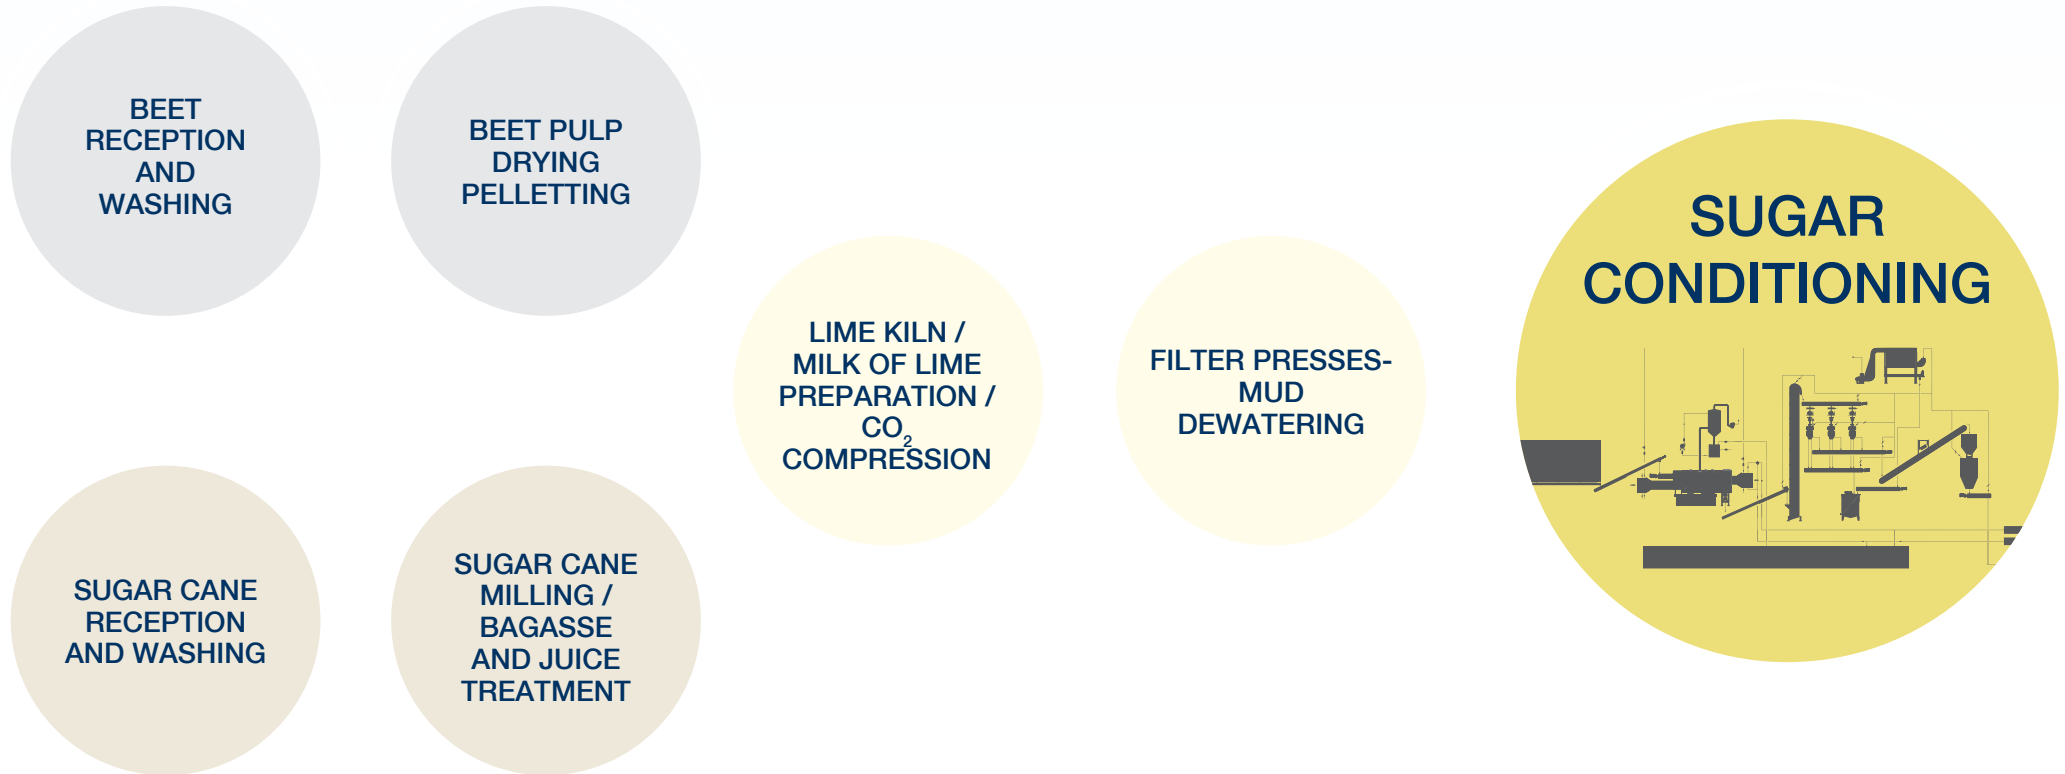 BEET
RECEPTION
AND
WASHING
BEET PULP
DRYING
PELLETTING
SUGAR CANE
RECEPTION
AND WASHING
SUGAR CANE
MILLING /
BAGASSE
AND JUICE
TREATMENT
LIME KILN /
MILK OF LIME
PREPARATION /
CO₂
COMPRESSION
FILTER PRESSES-
MUD
DEWATERING
SUGAR
CONDITIONING